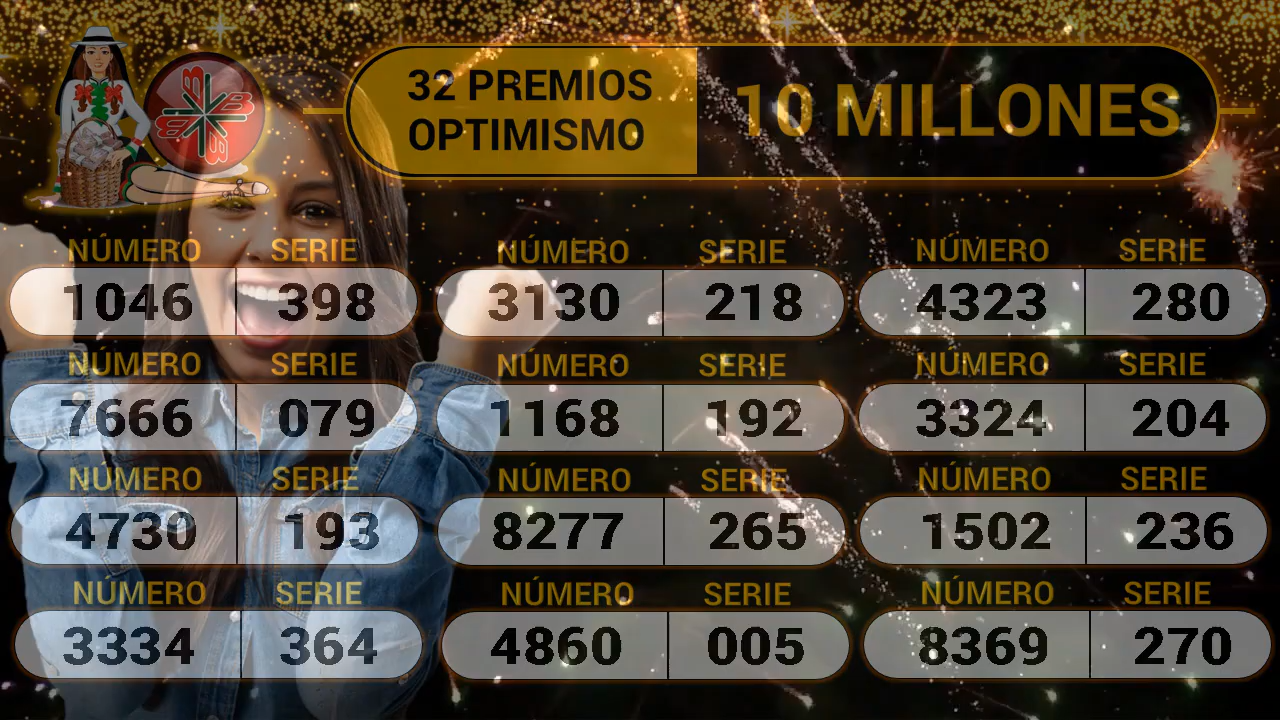 32 PREMIOS
OPTIMISMO
10 MILLONES
NÚMERO SERIE NÚMERO SERIE NÚMERO SERIE
1046 398 3130 218 4323 280
NÚMERO SERIE NÚMERO SERIE NÚMERO SERIE
7666 079 1168 192 3324 204
NÚMERO SERIE NÚMERO SERIE NÚMERO SERIE
4730 193 8277 265 1502 236
NÚMERO SERIE NÚMERO SERIE NÚMERO SERIE
3334 364 4860 005 8369 270